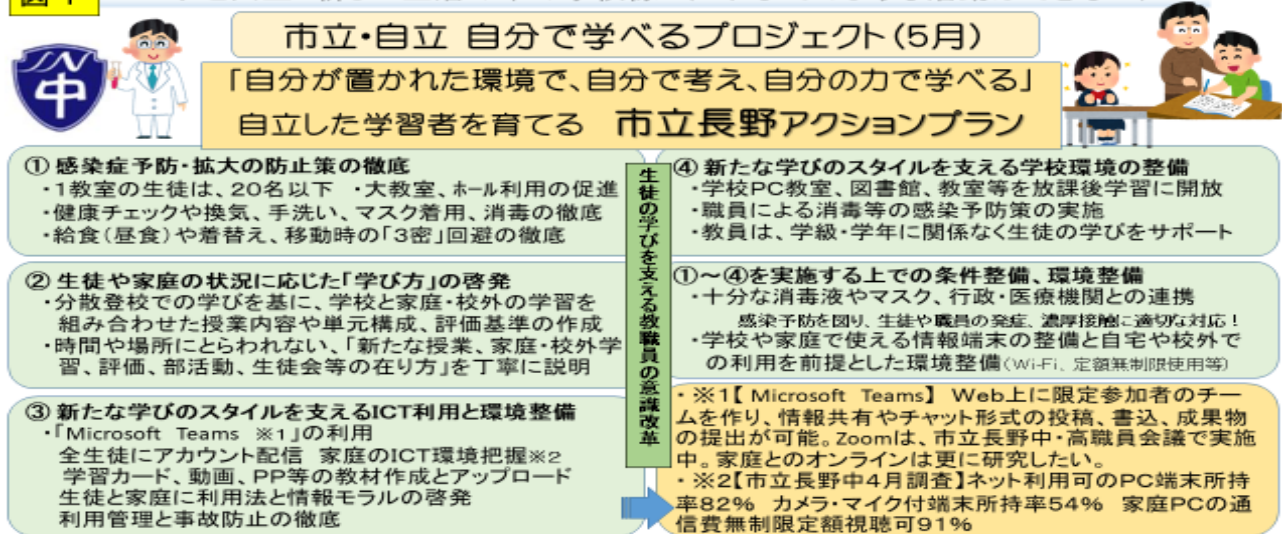 図1
市立・自立 自分で学べるプロジェクト(5月)
「自分が置かれた環境で、自分で考え、自分の力で学べる」
自立した学習者を育てる 市立長野アクションプラン
中
① 感染症予防・拡大の防止策の徹底
・1教室の生徒は、20名以下 ・大教室、ホール利用の促進
・健康チェックや換気、手洗い、マスク着用、消毒の徹底
・給食(昼食)や着替え、移動時の「3密」回避の徹底
② 生徒や家庭の状況に応じた「学び方」の啓発
・分散登校での学びを基に、学校と家庭・校外の学習を
組み合わせた授業内容や単元構成、評価基準の作成
・時間や場所にとらわれない、「新たな授業、家庭・校外学
習、評価、部活動、生徒会等の在り方」を丁寧に説明
③ 新たな学びのスタイルを支えるICT利用と環境整備
・「Microsoft Teams ※1」の利用
全生徒にアカウント配信 家庭のICT環境把握※2
学習カード、動画、PP等の教材作成とアップロード
生徒と家庭に利用法と情報モラルの啓発
利用管理と事故防止の徹底
生徒の学びを支える教職員の意識改革
④ 新たな学びのスタイルを支える学校環境の整備
・学校PC教室、図書館、教室等を放課後学習に開放
・職員による消毒等の感染予防策の実施
・教員は、学級・学年に関係なく生徒の学びをサポート
①～④を実施する上での条件整備、環境整備
・十分な消毒液やマスク、行政・医療機関との連携
感染予防を図り、生徒や職員の発症、濃厚接触に適切な対応!
・学校や家庭で使える情報端末の整備と自宅や校外で
の利用を前提とした環境整備(Wi-Fi、定額無制限使用等)
・※1【 Microsoft Teams】 Web上に限定参加者のチー
ムを作り、情報共有やチャット形式の投稿、書込、成果物
の提出が可能。Zoomは、市立長野中・高職員会議で実施
中。家庭とのオンラインは更に研究したい。
・※2【市立長野中4月調査】ネット利用可のPC端末所持
率82% カメラ・マイク付端末所持率54% 家庭PCの通
信費無制限定額視聴可91%